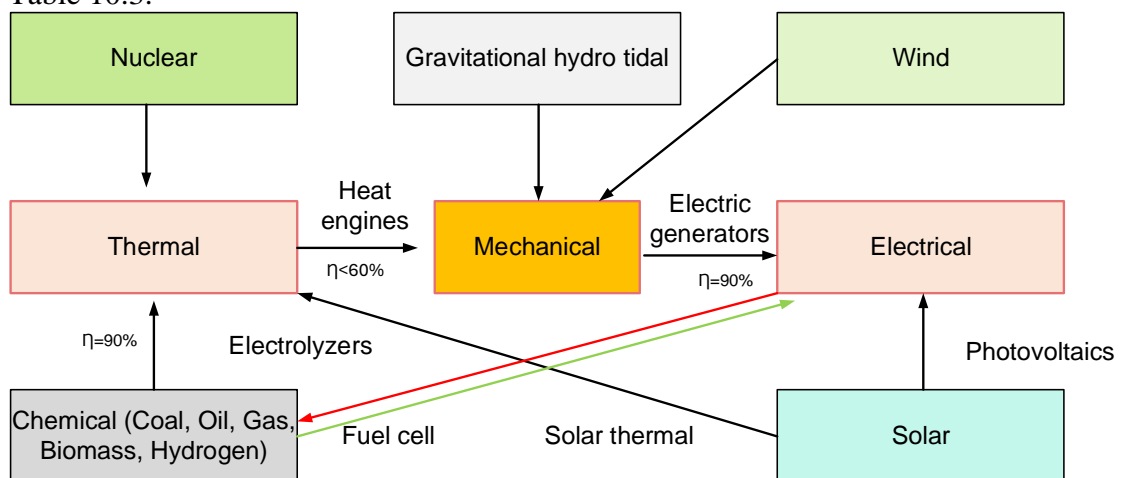 Table 10.3.
Nuclear
Gravitational hydro tidal
Wind
Heat
engines
Electric
generators
Thermal
Mechanical
Electrical
η<60%
η=90%
η=90%
Electrolyzers
Photovoltaics
Chemical (Coal, Oil, Gas,
Biomass, Hydrogen)
Fuel cell
Solar thermal
Solar